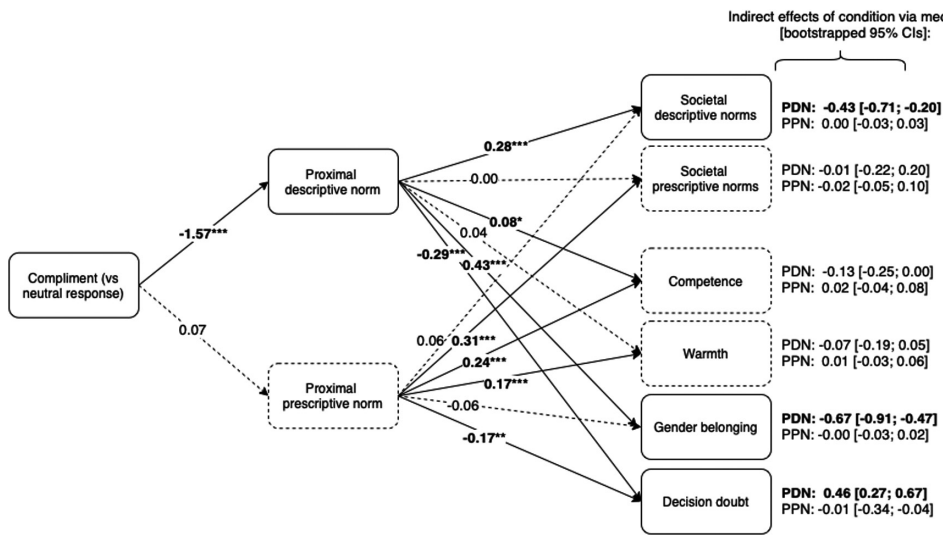 Indirect effects of condition via med
[bootstrapped 95% CIs]:
Societal
descriptive norms
PDN: -0.43 [-0.71; -0.20]
PPN: 0.00 [-0.03; 0.03]
0.28***
Proximal
descriptive norm
Societal
prescriptive norms
PDN: -0.01 [-0.22; 0.20]
PPN: -0.02 [-0.05; 0.10]
0.00
0.08*
-1.57***
0.04
-0.29***
0.43***
Compliment (vs
neutral response)
Competence
PDN: -0.13 [-0.25; 0.00]
PPN: 0.02 [-0.04; 0.08]
0.07
0.06
0.31***
Warmth
PDN: -0.07 [-0.19; 0.05]
PPN: 0.01 [-0.03; 0.06]
0.24***
0.17***
Proximal
prescriptive norm
-0.06
Gender belonging
PDN: -0.67 [-0.91; -0.47]
PPN: -0.00 [-0.03; 0.02]
-0.17**
Decision doubt
PDN: 0.46 [0.27; 0.67]
PPN: -0.01 [-0.34; -0.04]